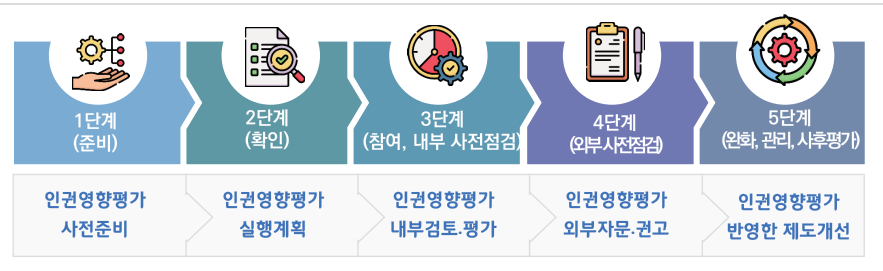 1단계
(준비)
2단계
(확인)
3단계
(참여, 내부 사전점검)
4단계
(외부 사전점검)
5단계
(완화, 관리, 사후평가)
인권영향평가
사전준비
인권영향평가
실행계획
인권영향평가
내부검토.평가
인권영향평가
외부자문.권고
인권영향평가
반영한 제도개선